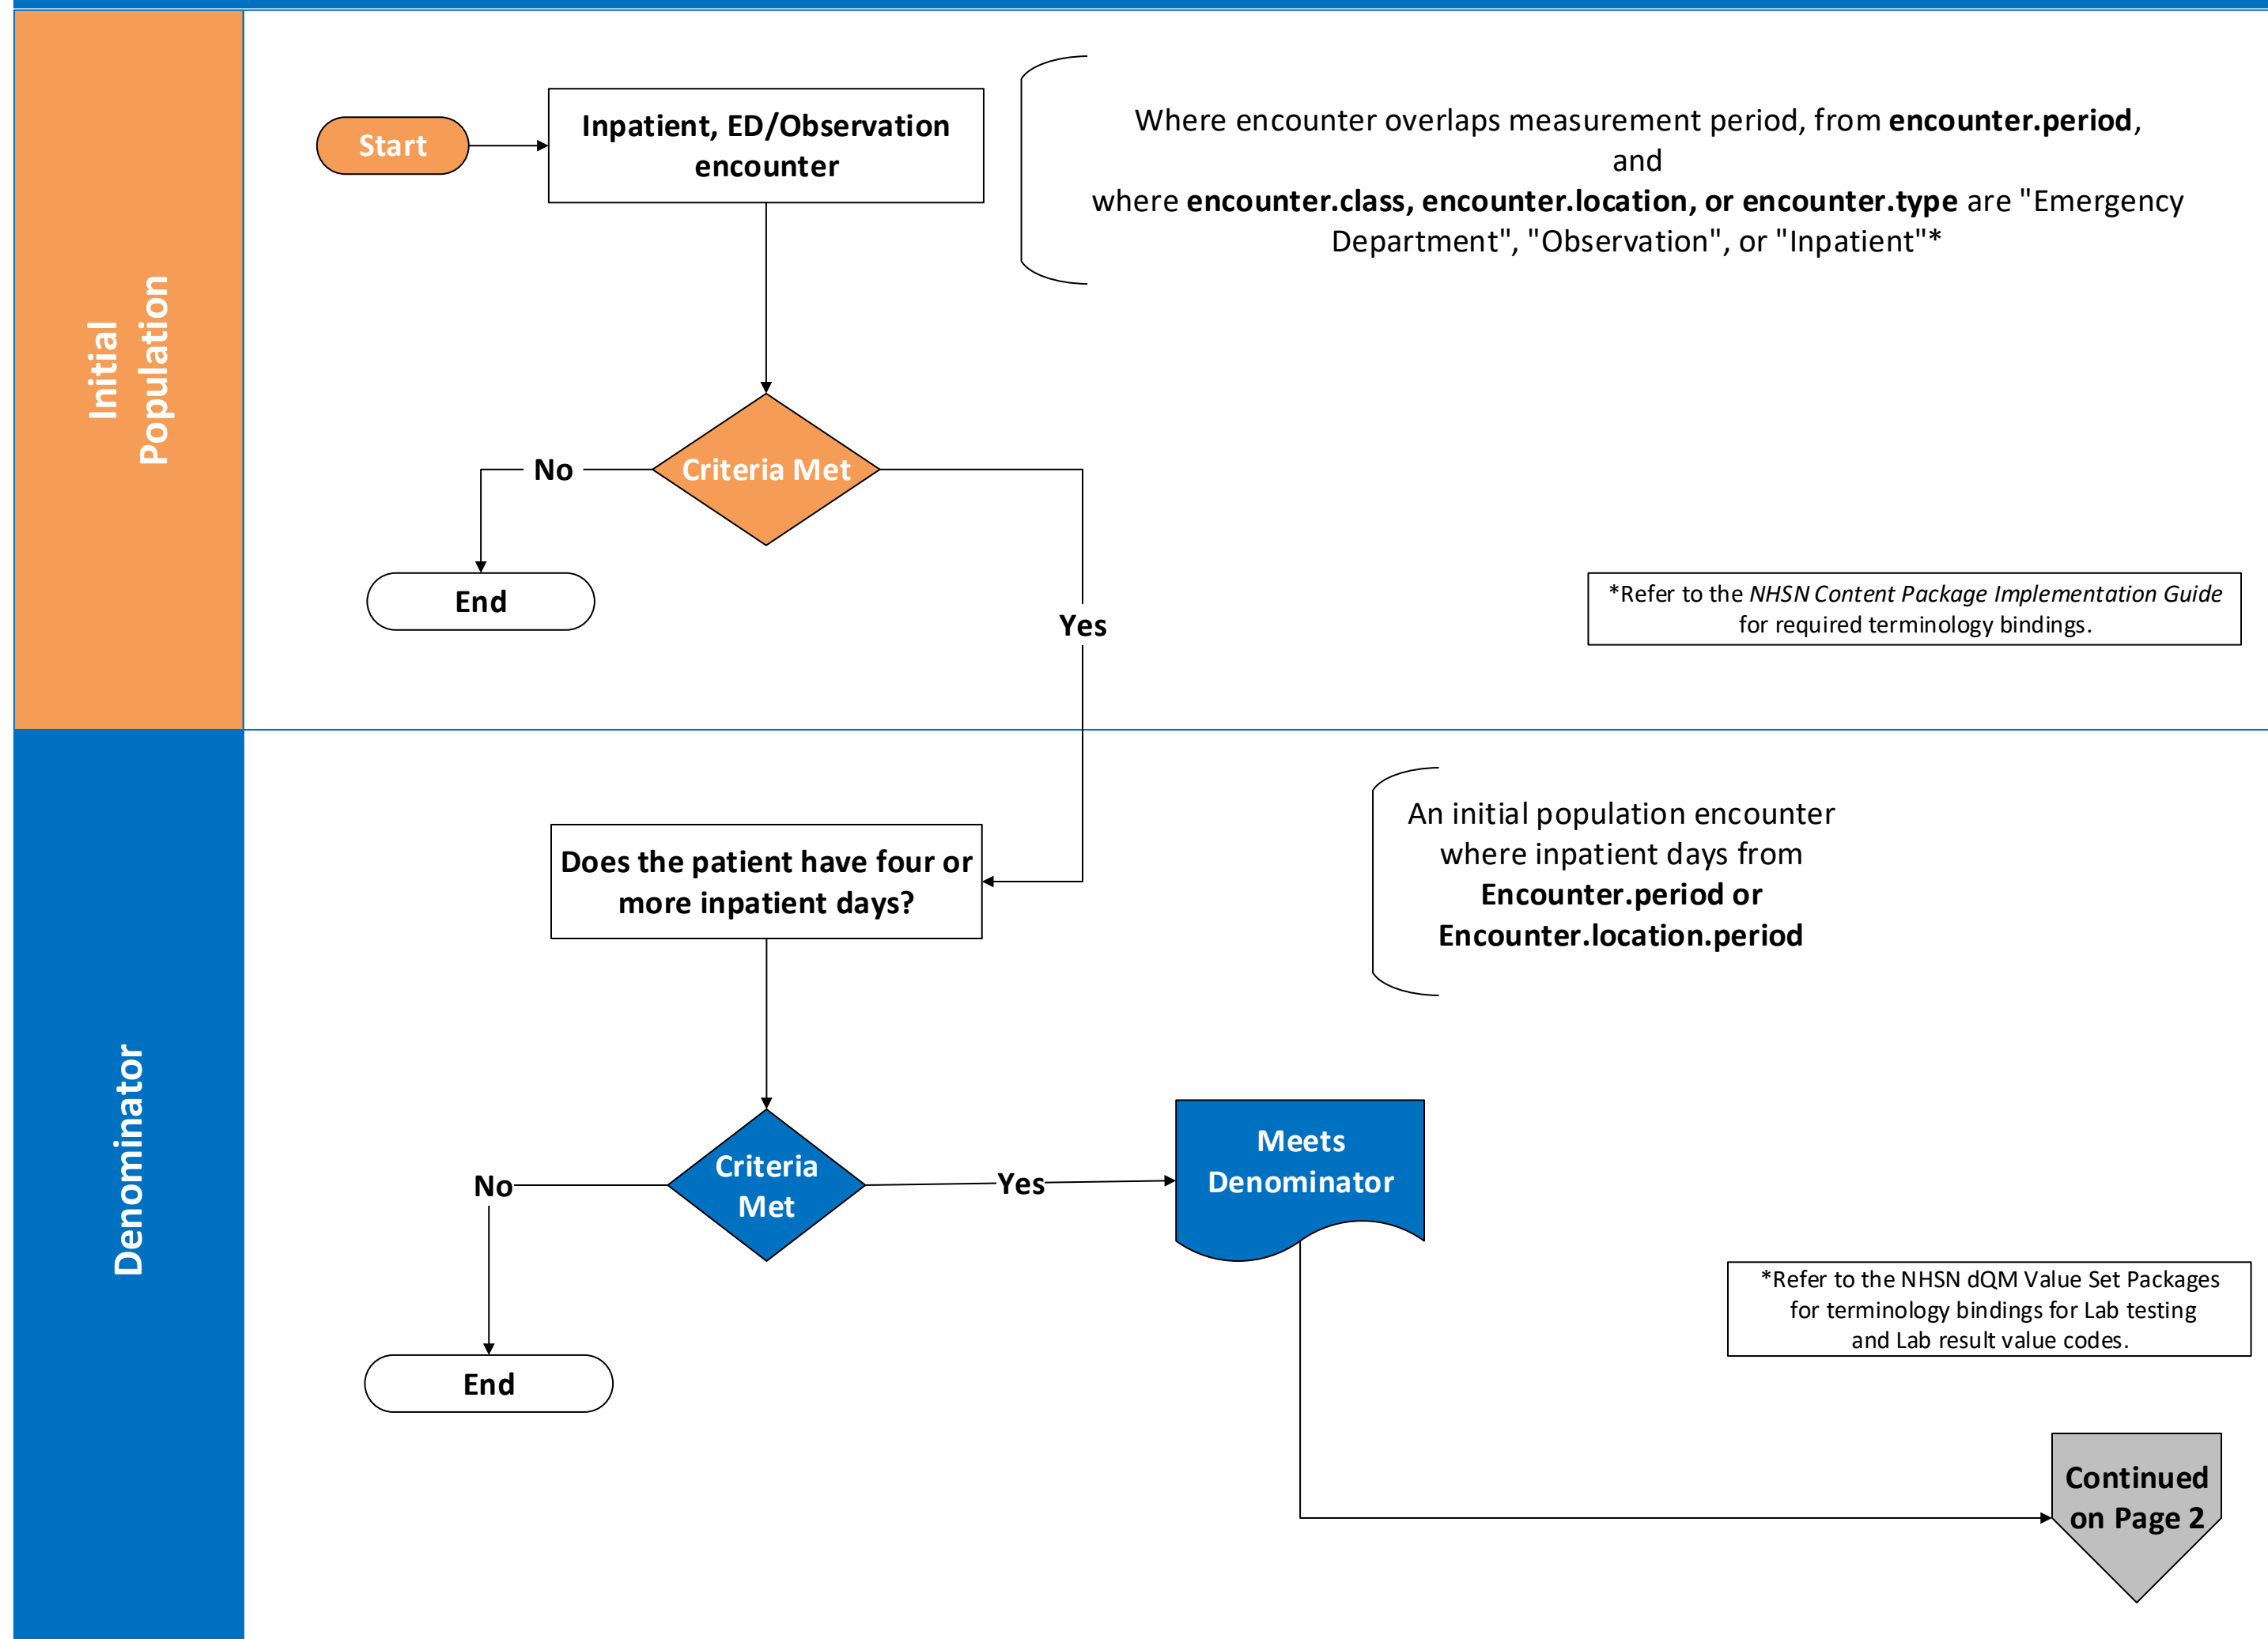 Initial
Population
Start
Inpatient, ED/Observation
encounter
Where encounter overlaps measurement period, from encounter.period,
and
where encounter.class, encounter.location, or encounter.type are "Emergency
Department", "Observation", or "Inpatient"*
Criteria Met
No
End
Yes
*Refer to the NHSN Content Package Implementation Guide
for required terminology bindings.
Denominator
Does the patient have four or
more inpatient days?
An initial population encounter
where inpatient days from
Encounter.period or
Encounter.location.period
Criteria
Met
No
Yes
Meets
Denominator
End
*Refer to the NHSN dQM Value Set Packages
for terminology bindings for Lab testing
and Lab result value codes.
Continued
on Page 2